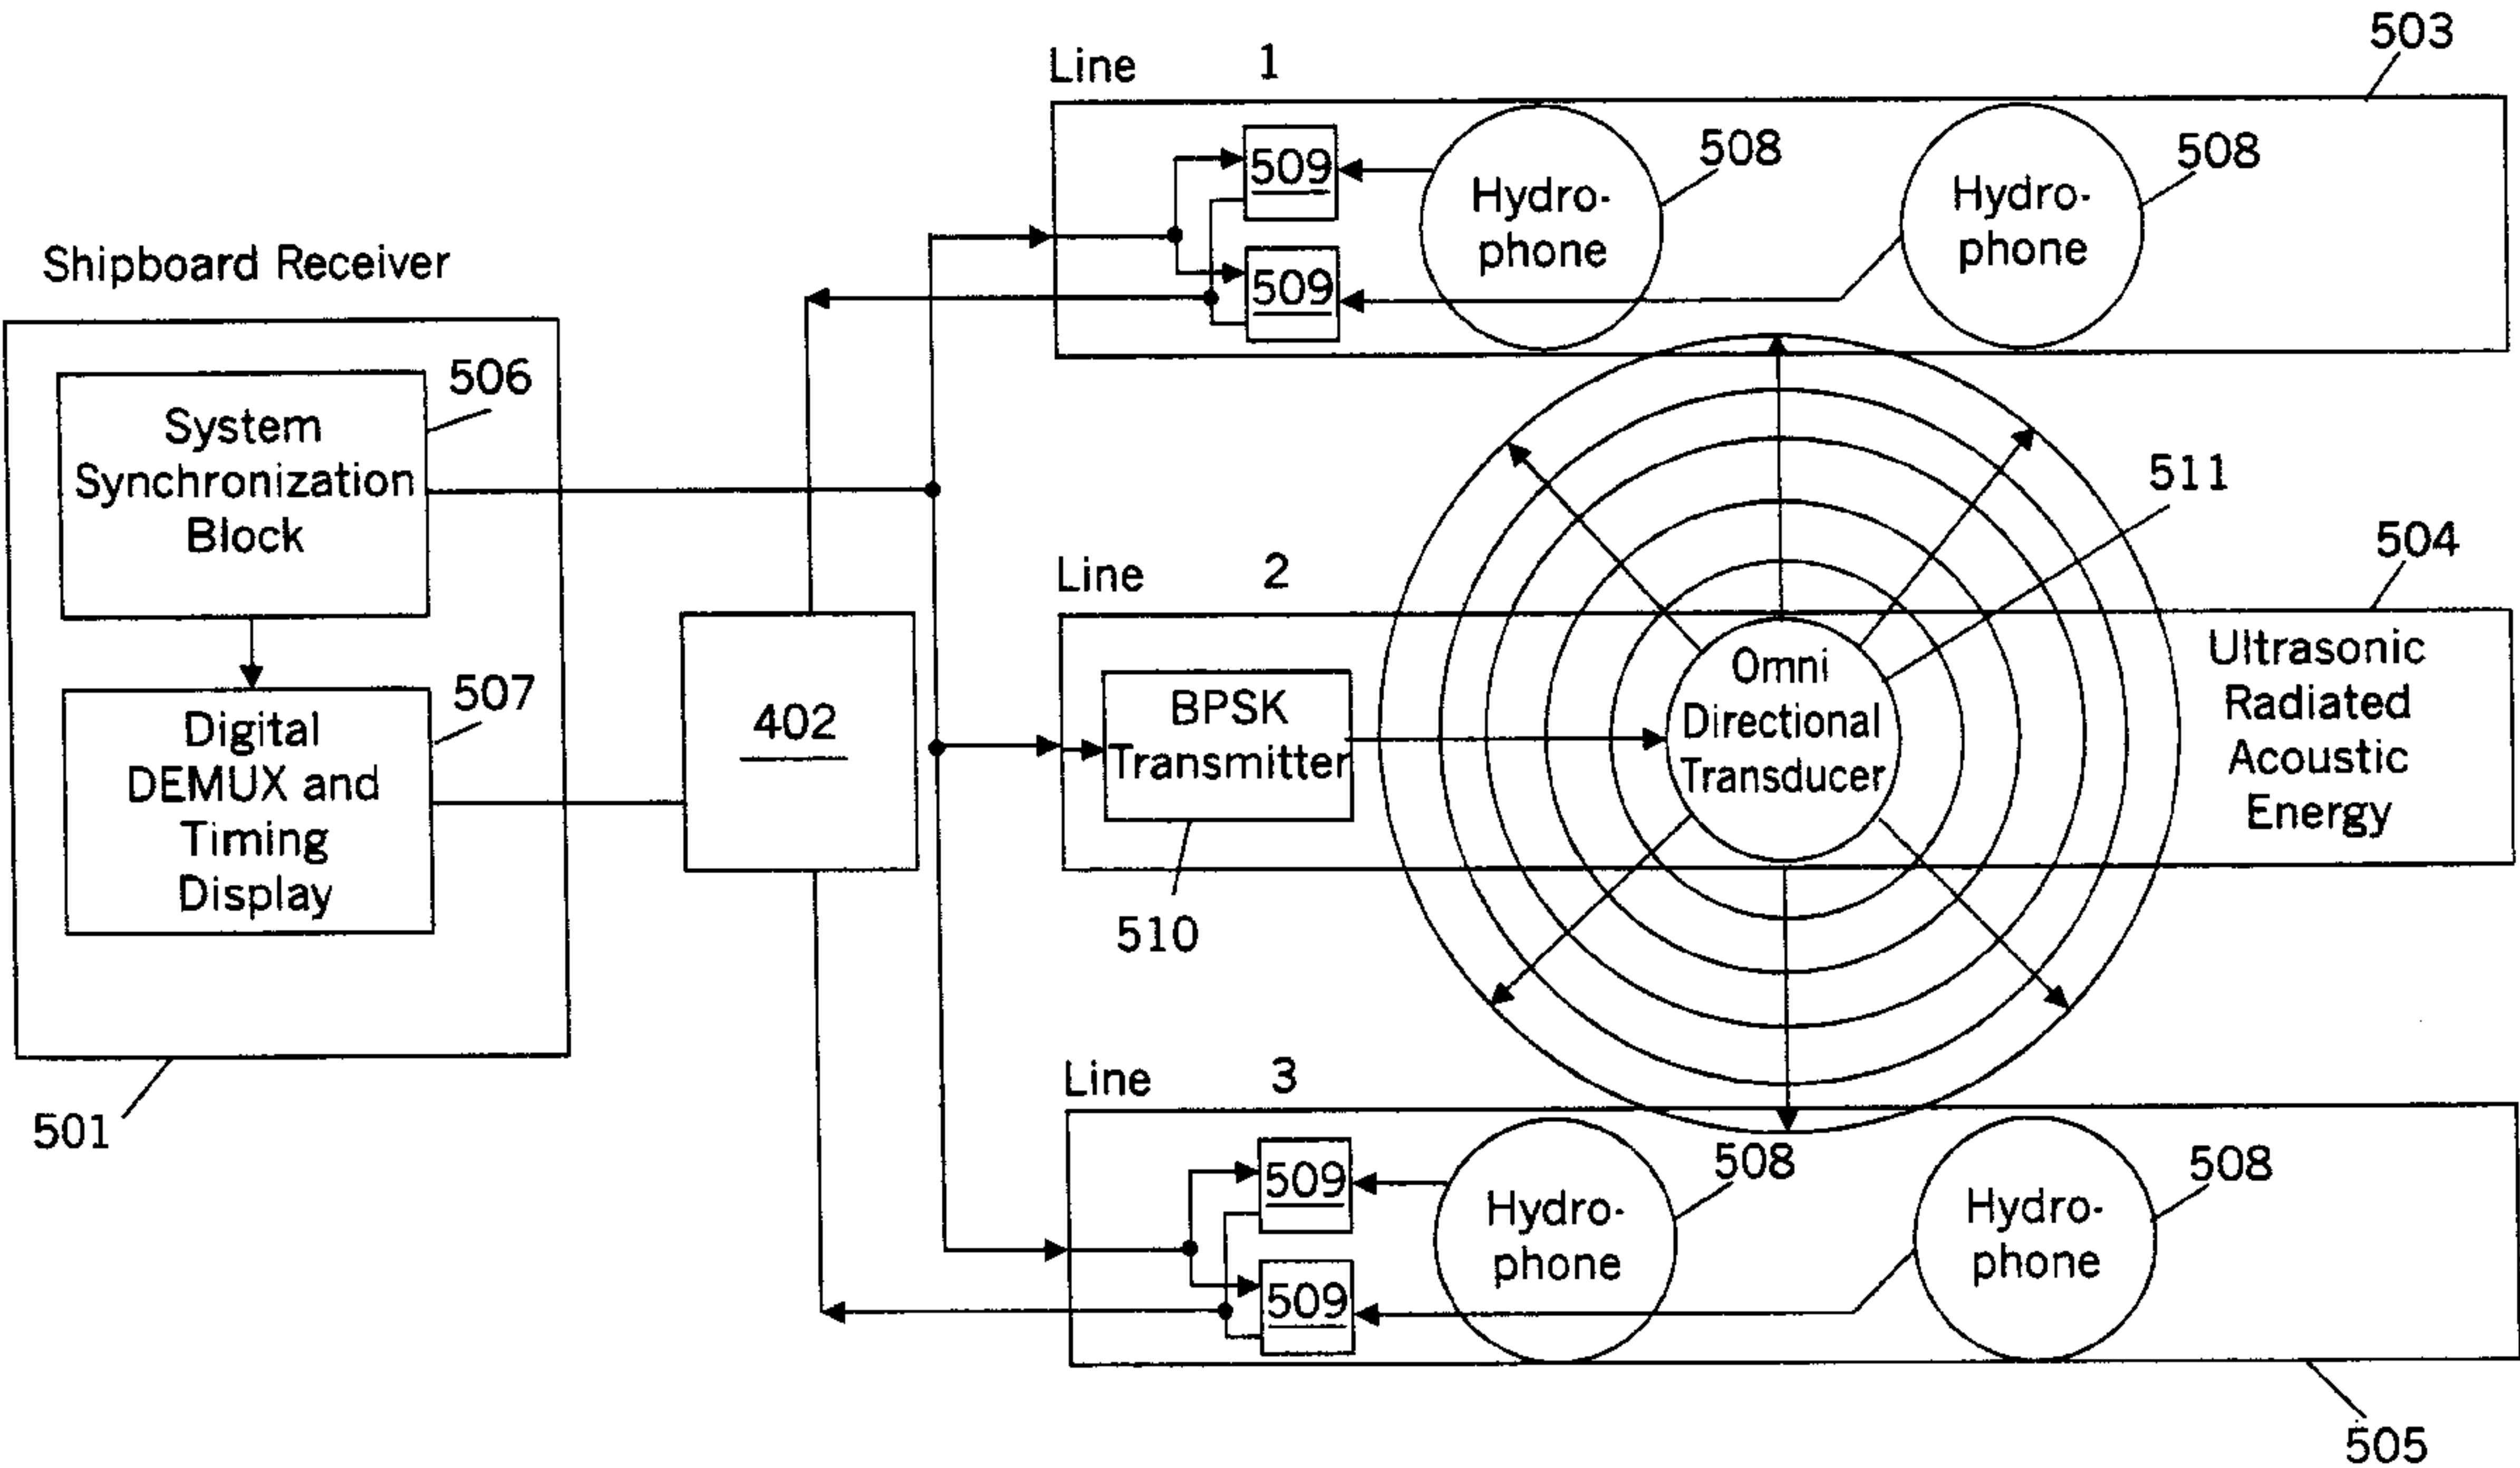 503
Line 1
509
Hydro-
phone
508
Hydro-
phone
508
509
Shipboard Receiver
506
System
Synchronization
Block
507
Digital
DEMUX and
Timing
Display
501
402
511
504
Line 2
BPSK
Transmitter
510
Omni
Directional
Transducer
Ultrasonic
Radiated
Acoustic
Energy
Line 3
509
Hydro-
phone
508
Hydro-
phone
508
509
505